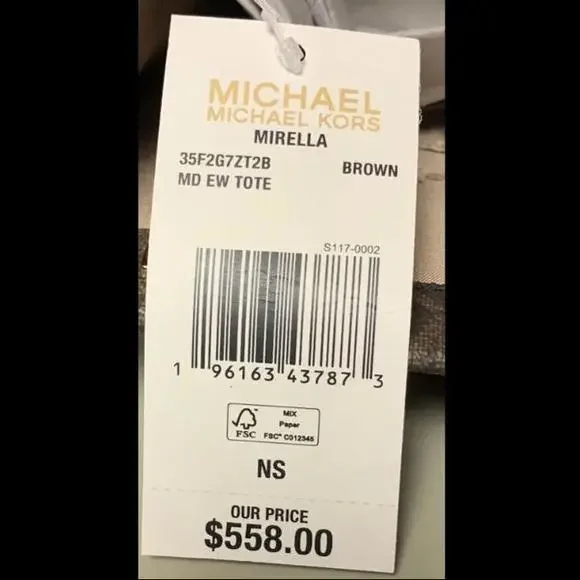 MICHAEL
MICHAEL KORS
MIRELLA
35F2G7ZT2B BROWN
MD EW TOTE
S117-0002
1 96163 43787 3
FSC
MIX
Paper
FSC® C012345
NS
OUR PRICE
$558.00